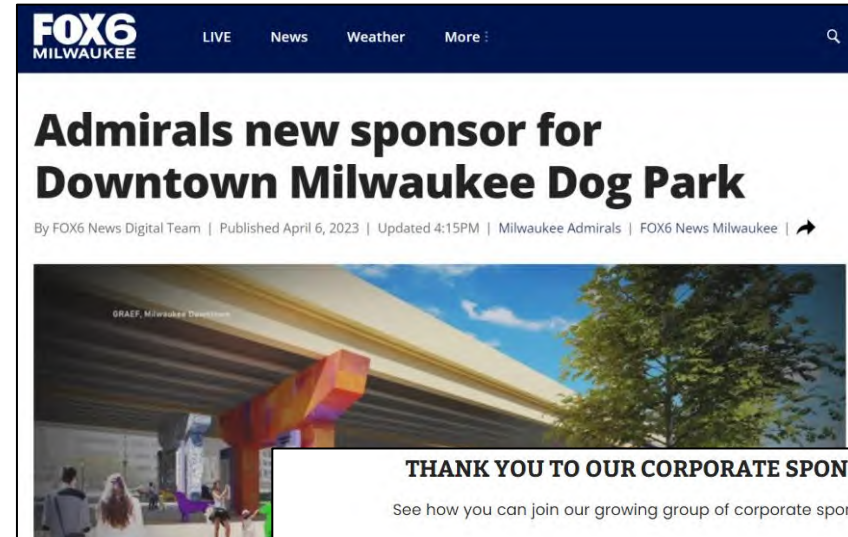 FOX6
MILWAUKEE
LIVE News Weather More
Admirals new sponsor for
Downtown Milwaukee Dog Park
By FOX6 News Digital Team | Published April 6, 2023 | Updated 4:15PM | Milwaukee Admirals | FOX6 News Milwaukee |
GRAEF, Milwaukee Downtown
THANK YOU TO OUR CORPORATE SPON
See how you can join our growing group of corporate spor